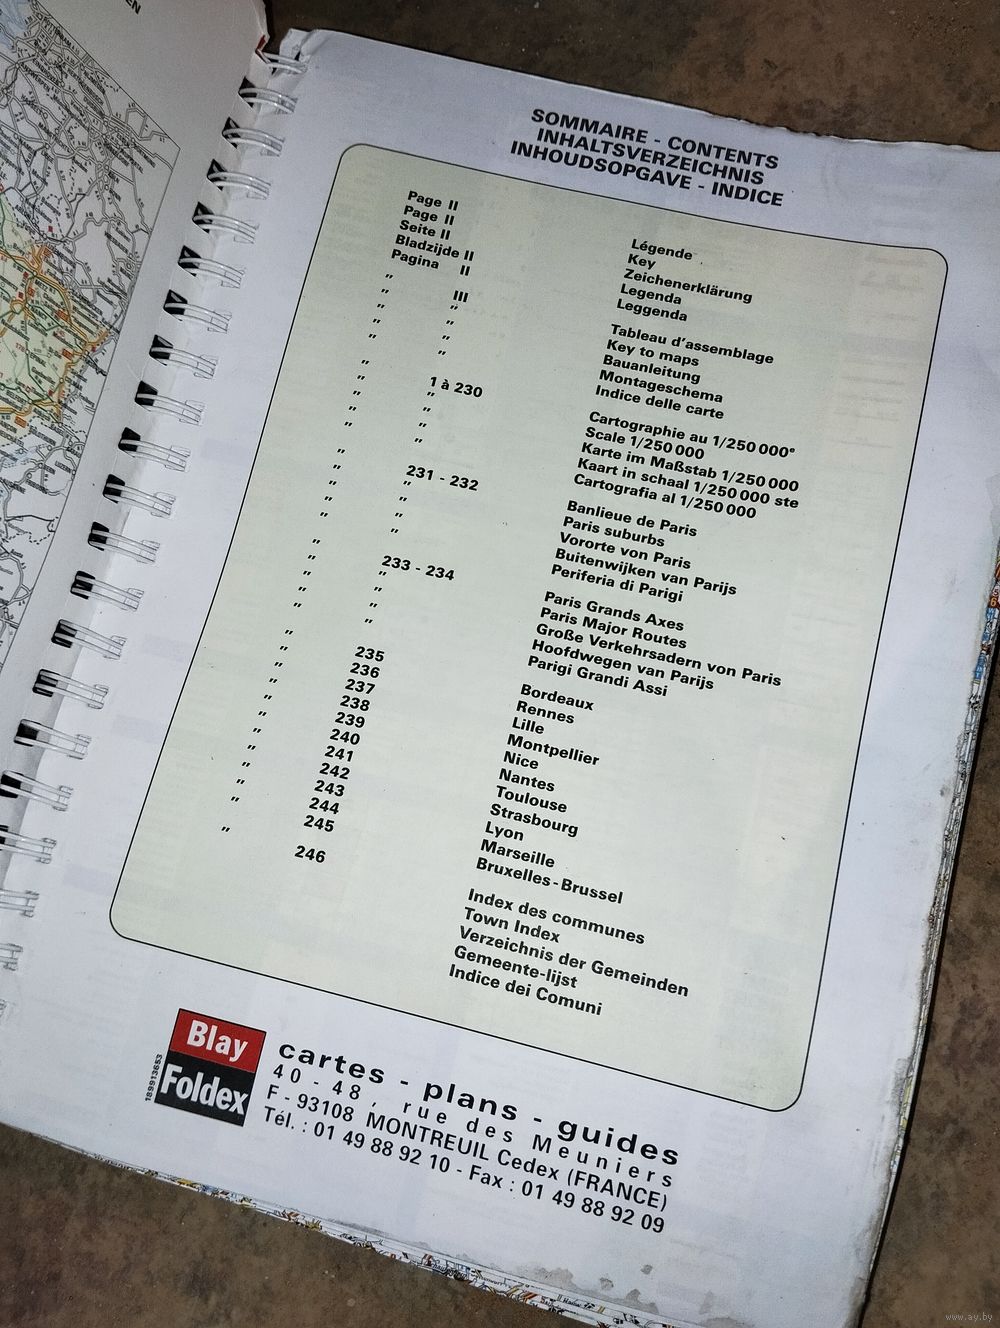 SOMMAIRE - CONTENTS
INHALTSVERZEICHNIS
INHOUDSOPGAVE - INDICE
Page II Légende
Page II Key
Seite II Zeichenerklärung
Bladzijde II Legenda
Pagina II Leggenda
" III Tableau d'assemblage
" " Key to maps
" " Bauanleitung
" " Montageschema
" " Indice delle carte
" 1 à 230 Cartographie au 1/250 000°
" " Scale 1/250 000
" " Karte im Maßstab 1/250 000
" " Kaart in schaal 1/250 000 ste
" " Cartografia al 1/250 000
" 231 - 232 Banlieue de Paris
" " Paris suburbs
" " Vororte von Paris
" " Buitenwijken van Parijs
" " Periferia di Parigi
" 233 - 234 Paris Grands Axes
" " Paris Major Routes
" " Große Verkehrsadern von Paris
" " Hoofdwegen van Parijs
" " Parigi Grandi Assi
" 235 Bordeaux
" 236 Rennes
" 237 Lille
" 238 Montpellier
" 239 Nice
" 240 Nantes
" 241 Toulouse
" 242 Strasbourg
" 243 Lyon
" 244 Marseille
" 245 Bruxelles - Brussel
" 246 Index des communes
Town Index
Verzeichnis der Gemeinden
Gemeente-lijst
Indice dei Comuni
Blay
Foldex
189913653
cartes - plans - guides
40 - 48, rue des Meuniers
F - 93108 MONTREUIL Cedex (FRANCE)
Tél. : 01 49 88 92 10 - Fax : 01 49 88 92 09
www.ay.by